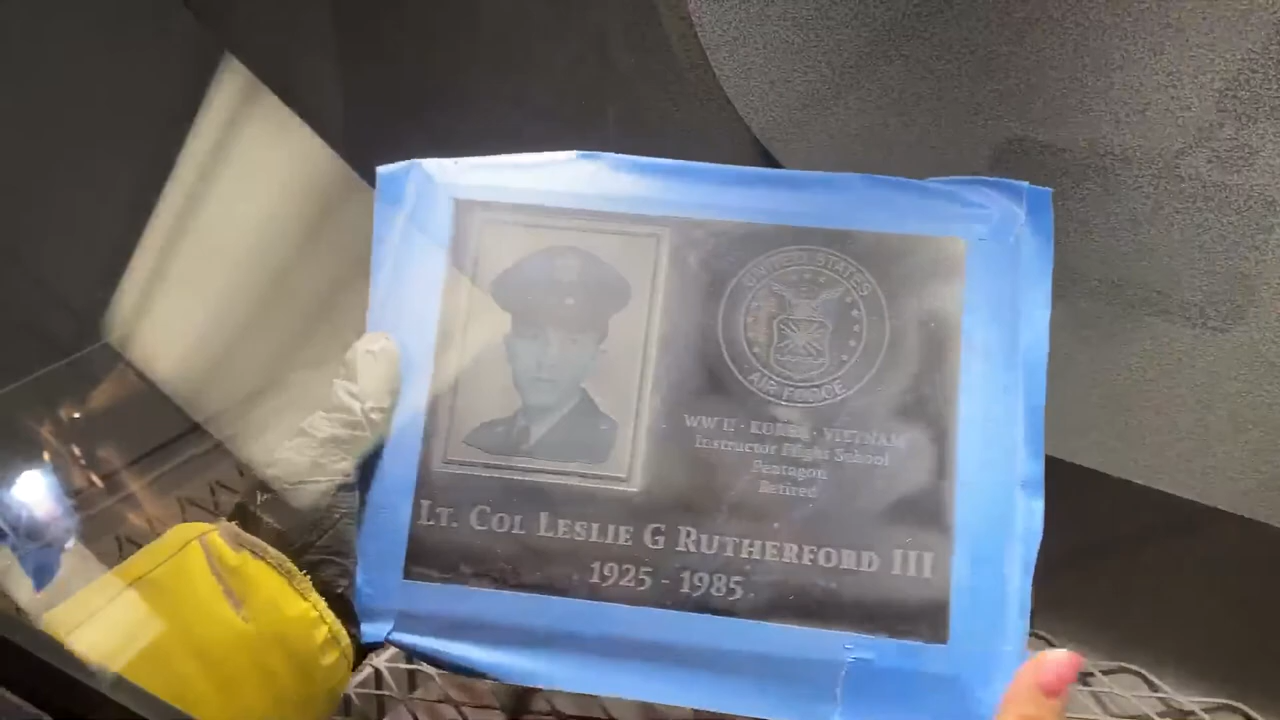 UNITED STATES
AIR FORCE
WW II · KOREA · VIETNAM
Instructor Flight School
Pentagon
Retired
LT. COL LESLIE G RUTHERFORD III
1925 - 1985